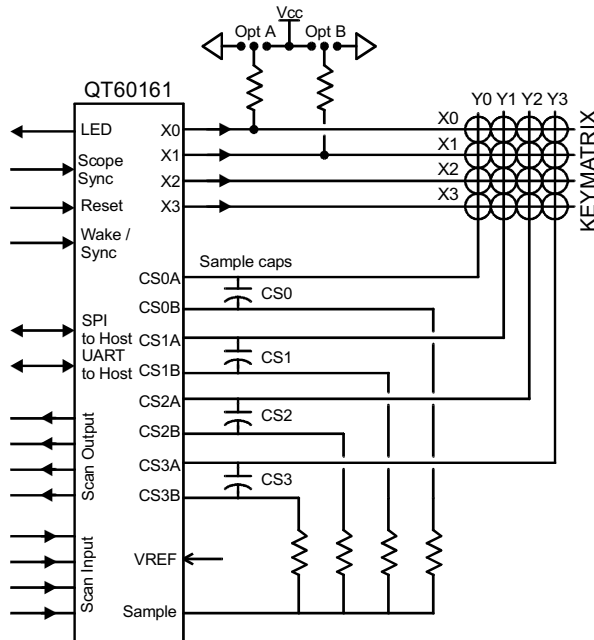 Vcc
Opt A
Opt B
QT60161
Y0 Y1 Y2 Y3
LED
X0
X0
Scope
Sync
X1
X1
X2
X2
Reset
X3
X3
KEYMATRIX
Wake /
Sync
Sample caps
CS0A
CS0
CS0B
SPI
to Host
UART
to Host
CS1A
CS1
CS1B
CS2A
CS2
CS2B
Scan Output
CS3A
CS3
CS3B
Scan Input
VREF
Sample